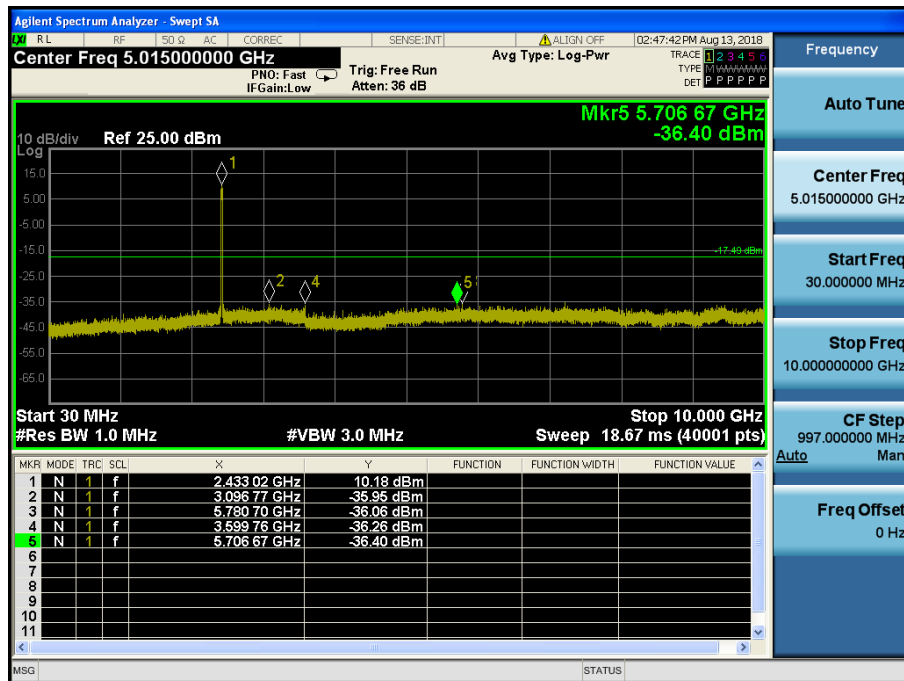 Agilent Spectrum Analyzer - Swept SA
LXI RL RF 50 Ω AC CORREC SENSE:INT ALIGN OFF 02:47:42 PM Aug 13, 2018
Center Freq 5.015000000 GHz
PNO: Fast
IFGain:Low
Trig: Free Run
Atten: 36 dB
Avg Type: Log-Pwr
TRACE 1 2 3 4 5 6
TYPE M WWWWW
DET P P P P P P
Mkr5 5.706 67 GHz
-36.40 dBm
10 dB/div Ref 25.00 dBm
Log
15.0
5.00
-5.00
-15.0
-25.0
-35.0
-45.0
-55.0
-65.0
1
2
4
5
-17.49 dBm
Start 30 MHz Stop 10.000 GHz
#Res BW 1.0 MHz #VBW 3.0 MHz Sweep 18.67 ms (40001 pts)
MKR MODE TRC SCL X Y FUNCTION FUNCTION WIDTH FUNCTION VALUE
1 N 1 f 2.433 02 GHz 10.18 dBm
2 N 1 f 3.096 77 GHz -35.95 dBm
3 N 1 f 5.780 70 GHz -36.06 dBm
4 N 1 f 3.599 76 GHz -36.26 dBm
5 N 1 f 5.706 67 GHz -36.40 dBm
6
7
8
9
10
11
MSG STATUS
Frequency
Auto Tune
Center Freq
5.015000000 GHz
Start Freq
30.000000 MHz
Stop Freq
10.000000000 GHz
CF Step
997.000000 MHz
Auto Man
Freq Offset
0 Hz